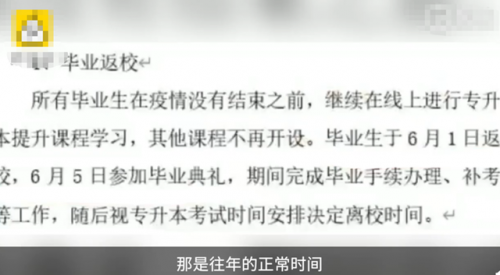 毕业返校
所有毕业生在疫情没有结束之前，继续在线上进行专升
本提升课程学习，其他课程不再开设。毕业生于6月1日返
校，6月5日参加毕业典礼，期间完成毕业手续办理、补考
等工作，随后视专升本考试时间安排决定离校时间。
那是往年的正常时间